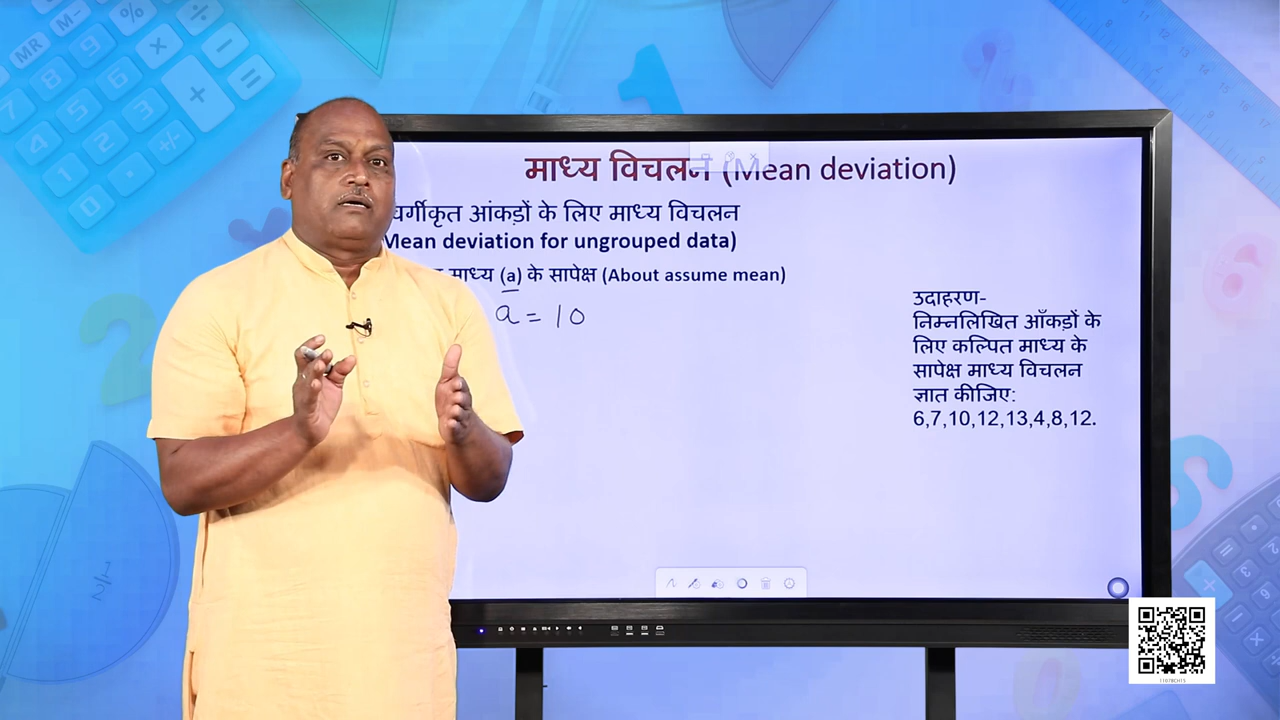 माध्य विचलन (Mean deviation)
वर्गीकृत आंकड़ों के लिए माध्य विचलन
Mean deviation for ungrouped data)
माध्य (a) के सापेक्ष (About assume mean)
a = 10
उदाहरण-
निम्नलिखित आँकड़ों के
लिए कल्पित माध्य के
सापेक्ष माध्य विचलन
ज्ञात कीजिए:
6,7,10,12,13,4,8,12.
11078CH15